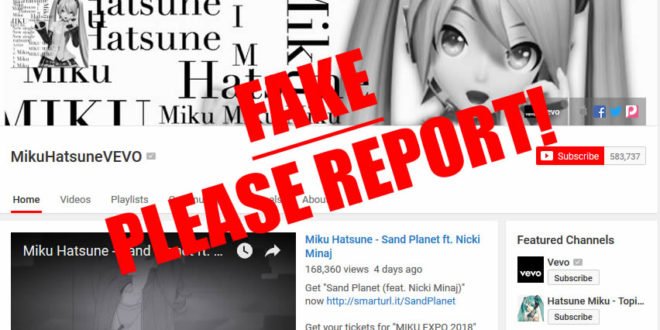 Hatsune
Hatsune
Miku
Hatsune
MIKU
Miku Hatsune Miku
FAKE
PLEASE REPORT!
vevo
MikuHatsuneVEVO
Subscribe 583,737
Home Videos Playlists
Miku Hatsune - Sand Planet ft. ...
Miku Hatsune - Sand Planet ft. Nicki
Minaj
168,360 views 4 days ago
Get "Sand Planet (feat. Nicki Minaj)"
now http://smarturl.it/SandPlanet
Get your tickets for "MIKU EXPO 2018"
Featured Channels
vevo
Vevo
Subscribe
Hatsune Miku - Topi...
Subscribe